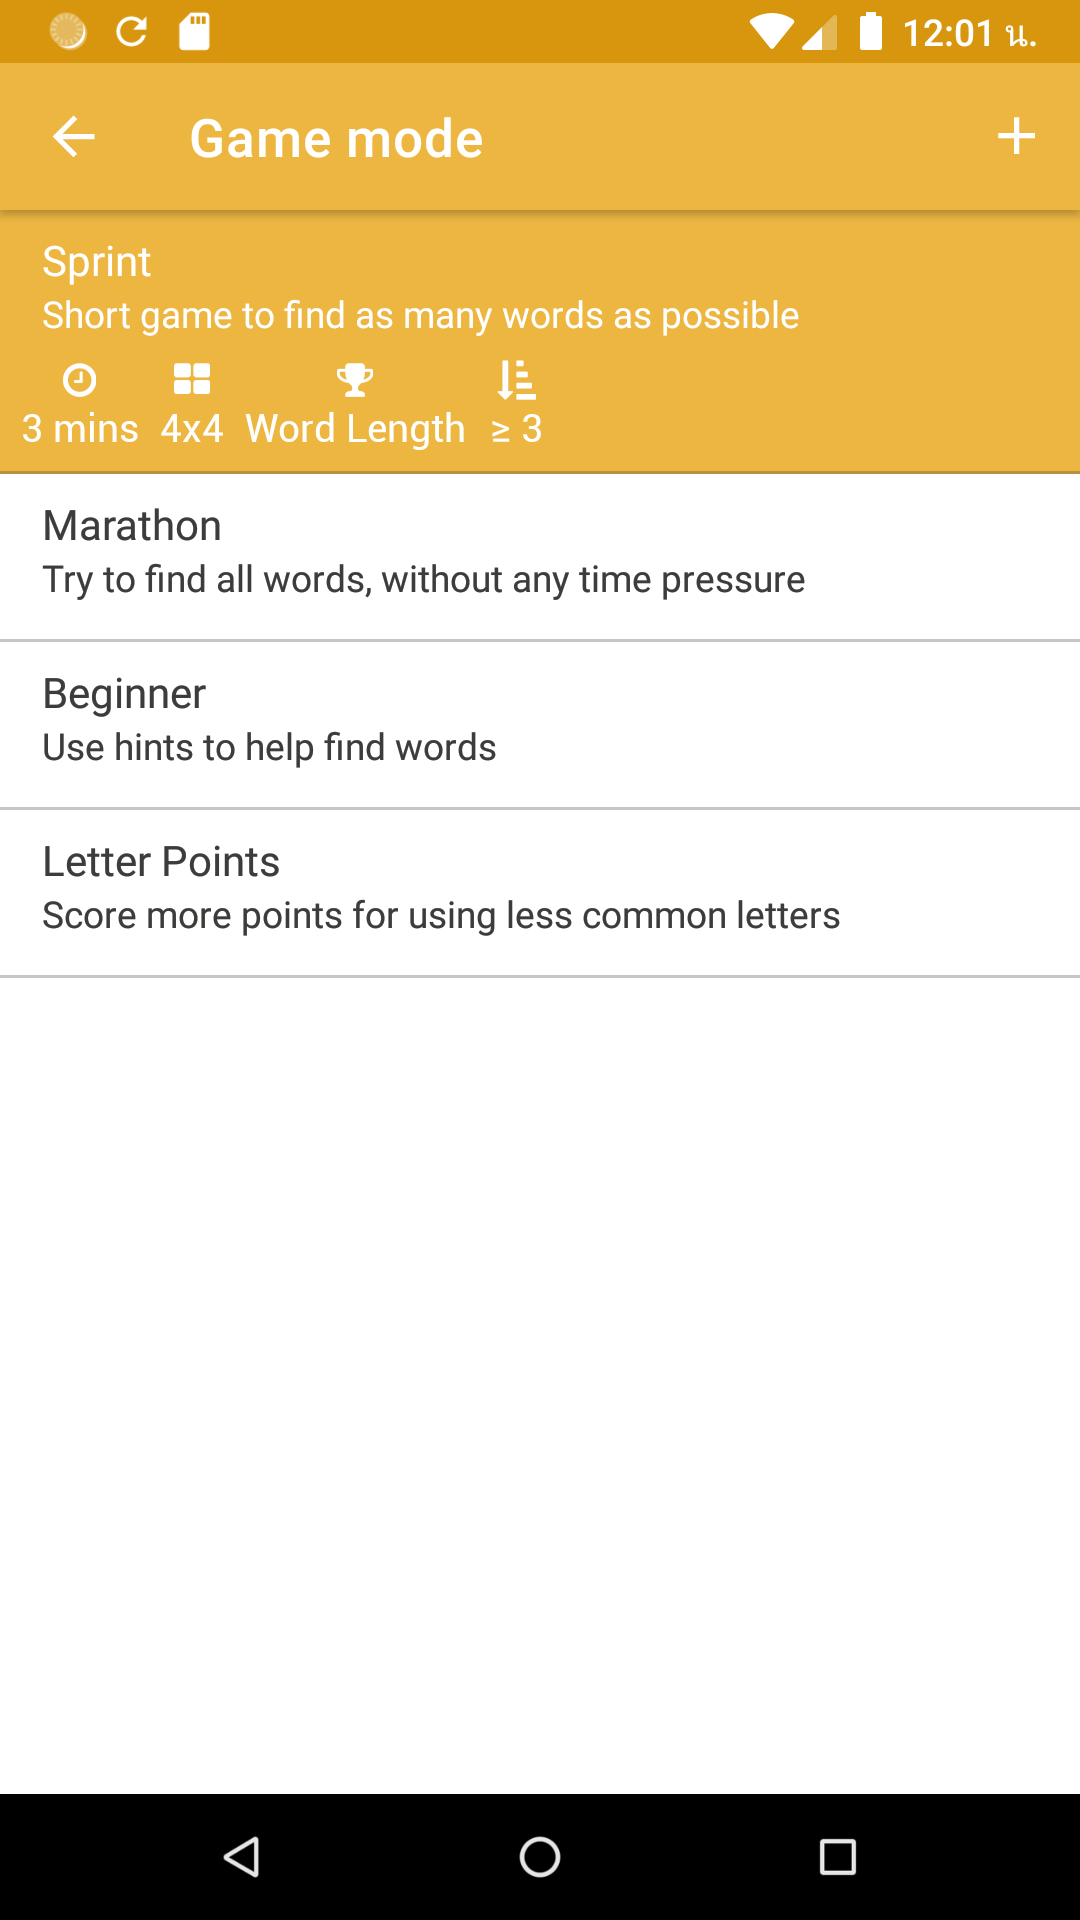 12:01 น.
Game mode
Sprint
Short game to find as many words as possible
3 mins 4x4 Word Length ≥ 3
Marathon
Try to find all words, without any time pressure
Beginner
Use hints to help find words
Letter Points
Score more points for using less common letters